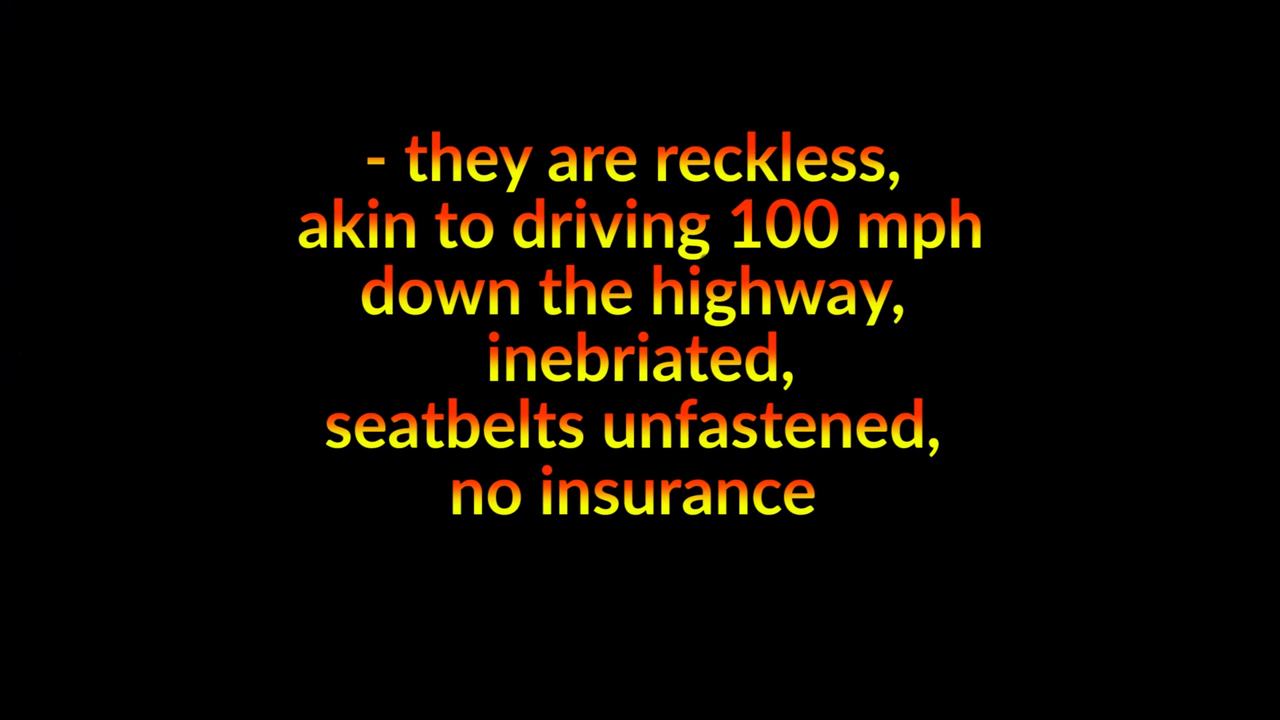 - they are reckless,
akin to driving 100 mph
down the highway,
inebriated,
seatbelts unfastened,
no insurance